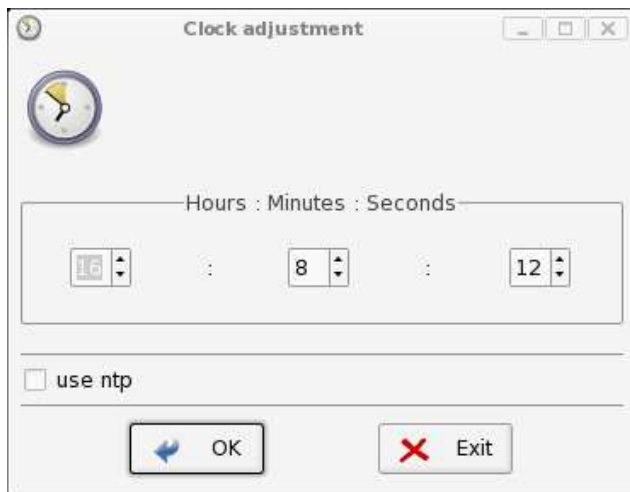 Clock adjustment
Hours : Minutes : Seconds
16 : 8 : 12
use ntp
OK Exit